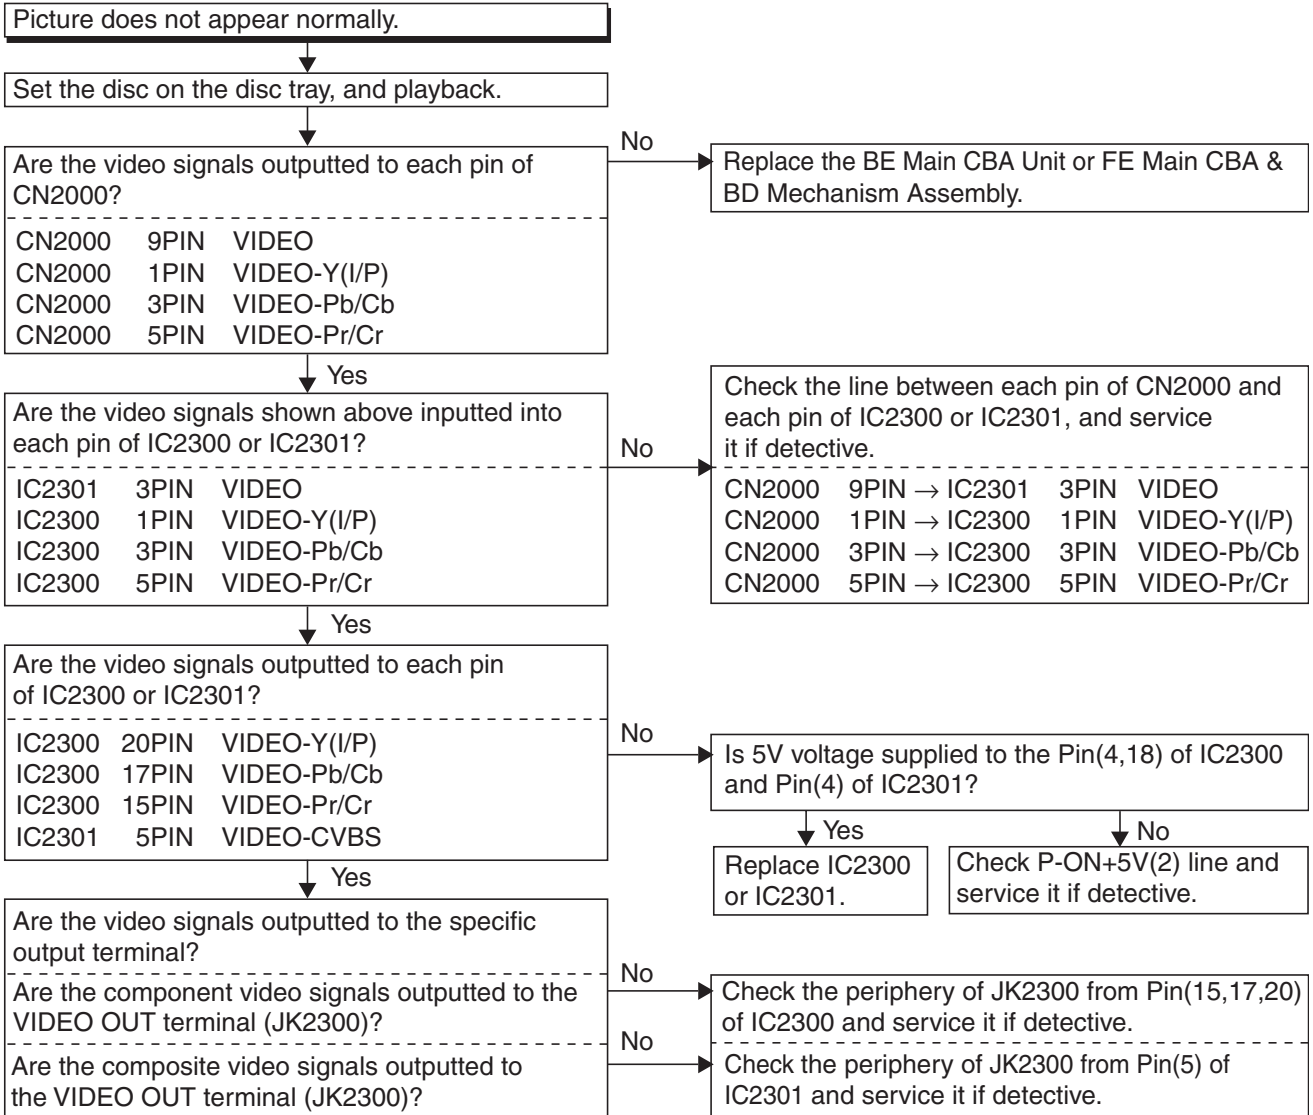 Picture does not appear normally.
Set the disc on the disc tray, and playback.
Are the video signals outputted to each pin of
CN2000?
CN2000 9PIN VIDEO
CN2000 1PIN VIDEO-Y(I/P)
CN2000 3PIN VIDEO-Pb/Cb
CN2000 5PIN VIDEO-Pr/Cr
No
Replace the BE Main CBA Unit or FE Main CBA &
BD Mechanism Assembly.
Yes
Are the video signals shown above inputted into
each pin of IC2300 or IC2301?
IC2301 3PIN VIDEO
IC2300 1PIN VIDEO-Y(I/P)
IC2300 3PIN VIDEO-Pb/Cb
IC2300 5PIN VIDEO-Pr/Cr
No
Check the line between each pin of CN2000 and
each pin of IC2300 or IC2301, and service
it if detective.
CN2000 9PIN → IC2301 3PIN VIDEO
CN2000 1PIN → IC2300 1PIN VIDEO-Y(I/P)
CN2000 3PIN → IC2300 3PIN VIDEO-Pb/Cb
CN2000 5PIN → IC2300 5PIN VIDEO-Pr/Cr
Yes
Are the video signals outputted to each pin
of IC2300 or IC2301?
IC2300 20PIN VIDEO-Y(I/P)
IC2300 17PIN VIDEO-Pb/Cb
IC2300 15PIN VIDEO-Pr/Cr
IC2301 5PIN VIDEO-CVBS
No
Is 5V voltage supplied to the Pin(4,18) of IC2300
and Pin(4) of IC2301?
Yes
Replace IC2300
or IC2301.
No
Check P-ON+5V(2) line and
service it if detective.
Yes
Are the video signals outputted to the specific
output terminal?
Are the component video signals outputted to the
VIDEO OUT terminal (JK2300)?
No
Check the periphery of JK2300 from Pin(15,17,20)
of IC2300 and service it if detective.
Are the composite video signals outputted to
the VIDEO OUT terminal (JK2300)?
No
Check the periphery of JK2300 from Pin(5) of
IC2301 and service it if detective.